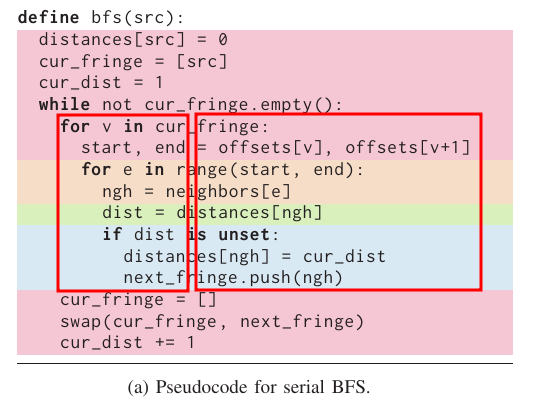 define bfs(src):
distances[src] = 0
cur_fringe = [src]
cur_dist = 1
while not cur_fringe.empty():
for v in cur_fringe:
start, end = offsets[v], offsets[v+1]
for e in range(start, end):
ngh = neighbors[e]
dist = distances[ngh]
if dist is unset:
distances[ngh] = cur_dist
next_fringe.push(ngh)
cur_fringe = []
swap(cur_fringe, next_fringe)
cur_dist += 1
(a) Pseudocode for serial BFS.